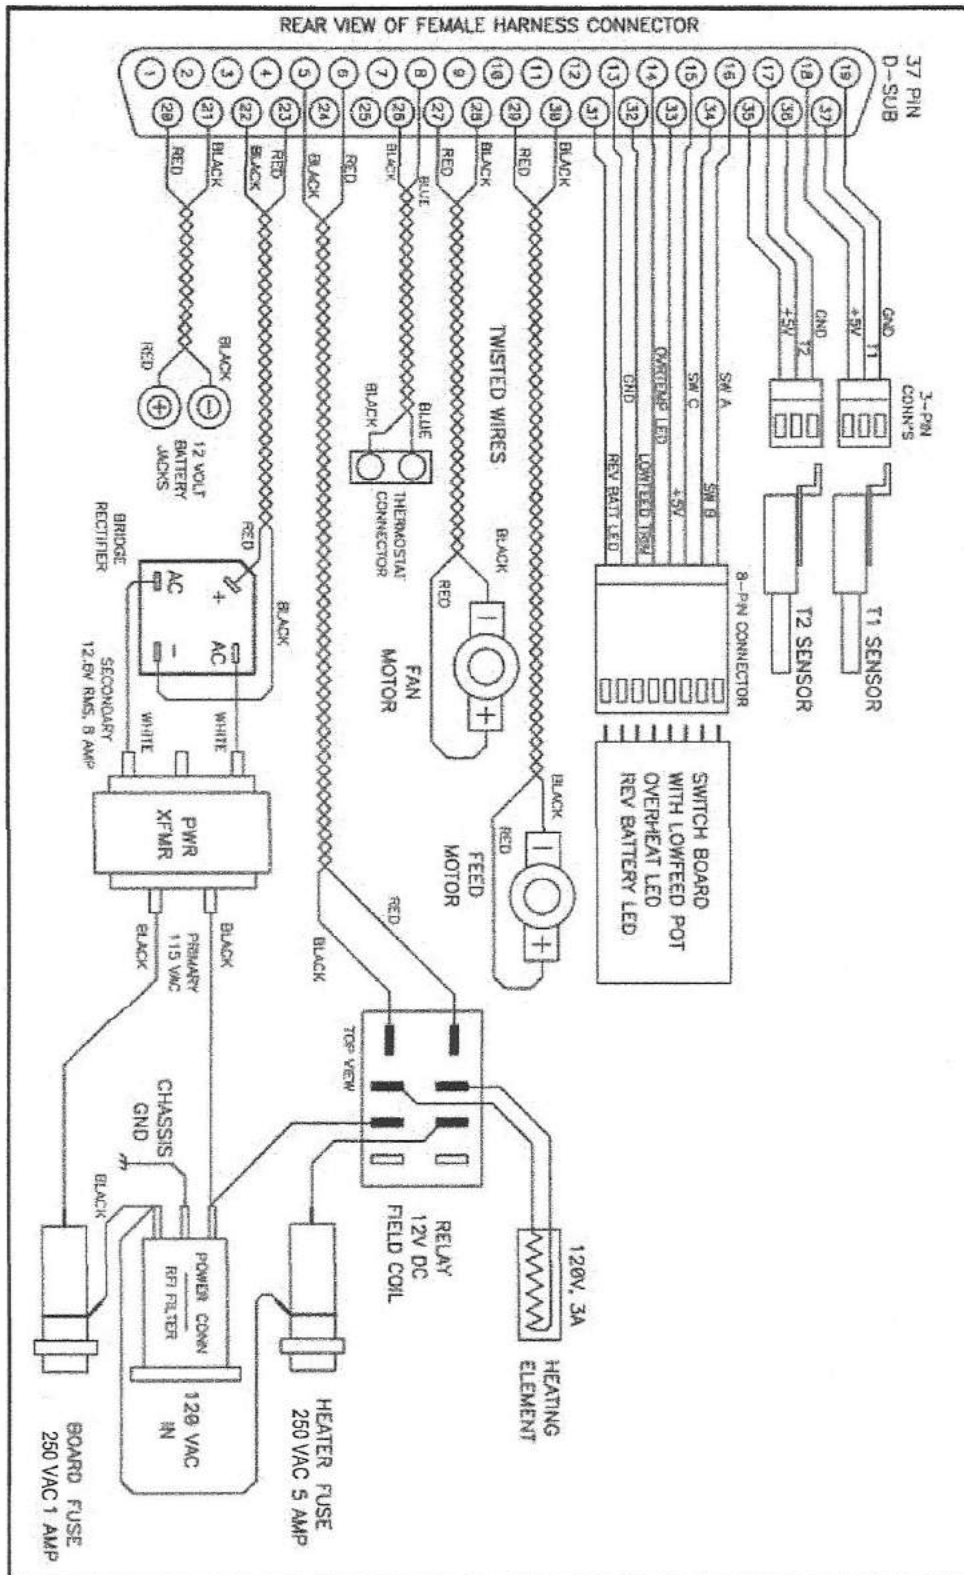 REAR VIEW OF FEMALE HARNESS CONNECTOR
37 PIN
D-SUB
1 2 3 4 5 6 7 8 9 10 11 12 13 14 15 16 17 18 19
20 21 22 23 24 25 26 27 28 29 30 31 32 33 34 35 36 37
RED
BLACK
BLACK
RED
BLACK
RED
BLACK
BLUE
RED
BLACK
RED
BLACK
RED
BLACK
12 VOLT
BATTERY
JACKS
BLACK
BLUE
THERMOSTAT
CONNECTOR
TWISTED WIRES
REV BATT LED
GND
LOWFEED TRIM
OVRTEMP LED
+5V
SW C
SW B
SW A
+5V
T2
GND
+5V
T1
GND
3-PIN
CONN'S
8-PIN CONNECTOR
T2 SENSOR
T1 SENSOR
BRIDGE
RECTIFIER
RED
BLACK
AC
+
-
AC
SECONDARY
12.6V RMS, 8 AMP
WHITE
WHITE
PWR
XFMR
BLACK
RED
FAN
MOTOR
BLACK
RED
FEED
MOTOR
SWITCH BOARD
WITH LOWFEED POT
OVERHEAT LED
REV BATTERY LED
BLACK
PRIMARY
115 VAC
BLACK
BLACK
RED
TOP VIEW
RELAY
12V DC
FIELD COIL
120V, 3A
HEATING
ELEMENT
CHASSIS
GND
BLACK
POWER CONN
RFI FILTER
120 VAC
IN
HEATER FUSE
250 VAC 5 AMP
BOARD FUSE
250 VAC 1 AMP